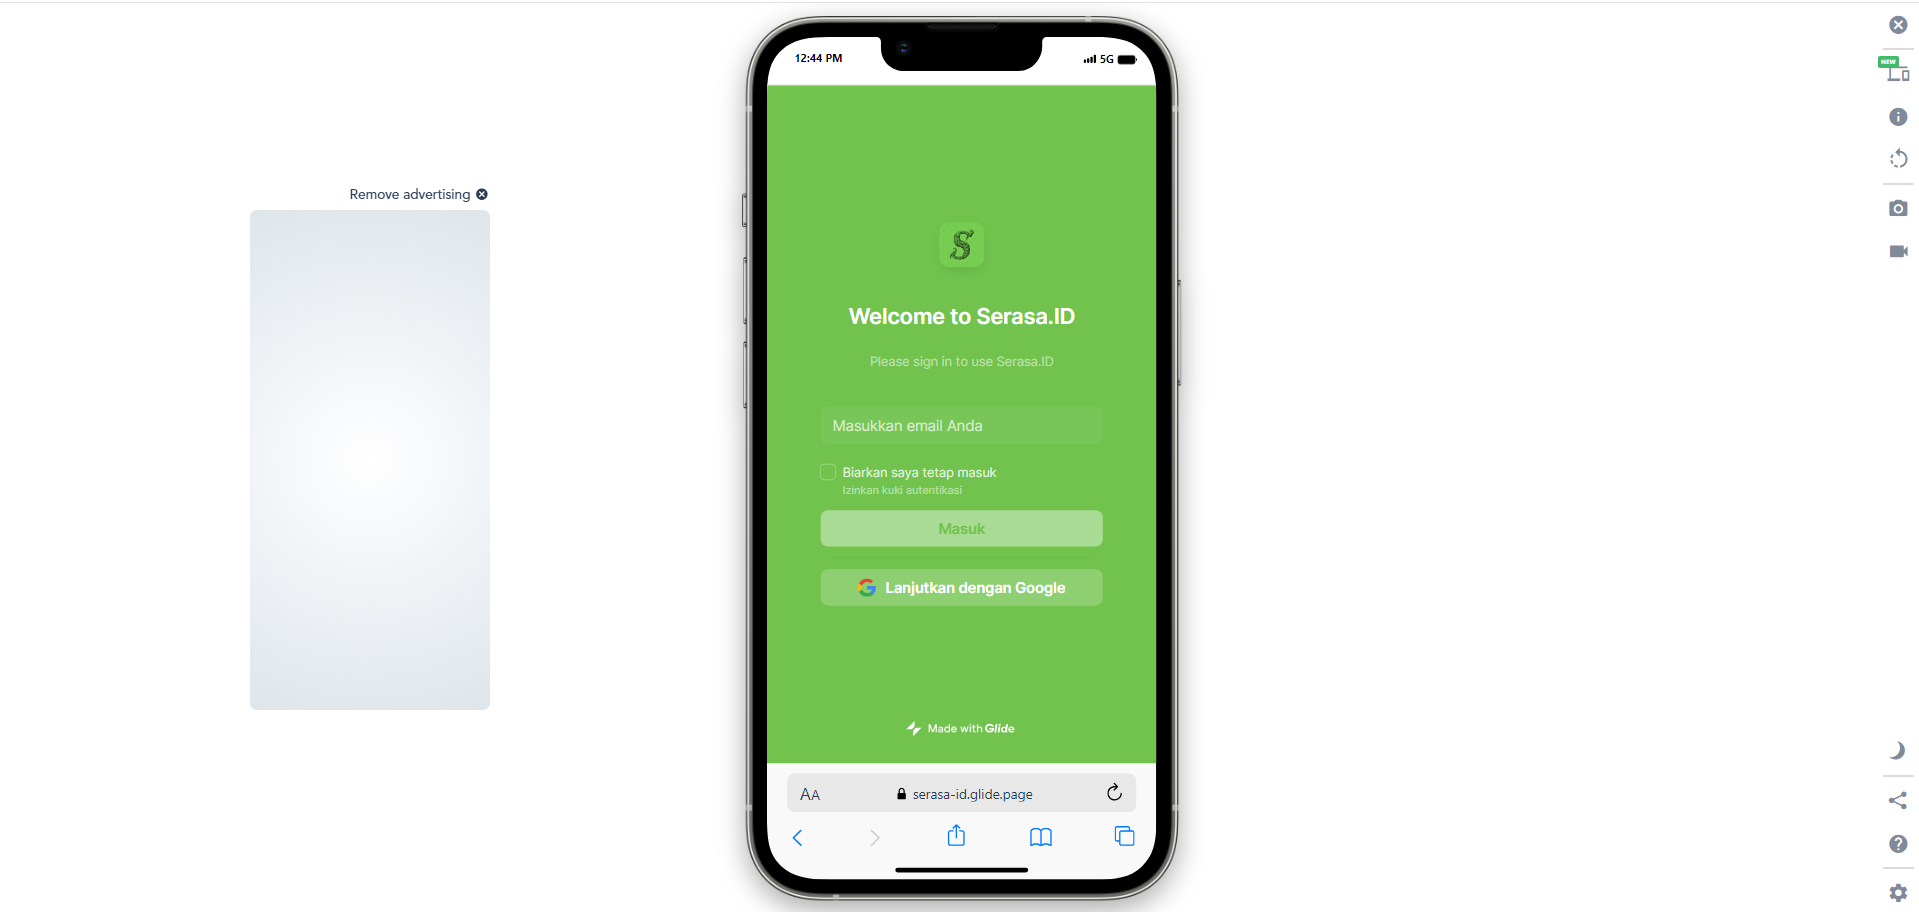 Remove advertising
12:44 PM
5G
S
Welcome to Serasa.ID
Please sign in to use Serasa.ID
Masukkan email Anda
Biarkan saya tetap masuk
Izinkan kuki autentikasi
Masuk
Lanjutkan dengan Google
Made with Glide
AA
serasa-id.glide.page
NEW